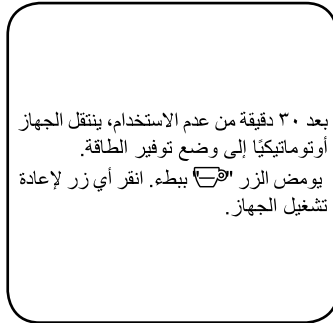 بعد ٣٠ دقيقة من عدم الاستخدام، ينتقل الجهاز
أوتوماتيكيًا إلى وضع توفير الطاقة.
يومض الزر "" ببطء. انقر أي زر لإعادة
تشغيل الجهاز.